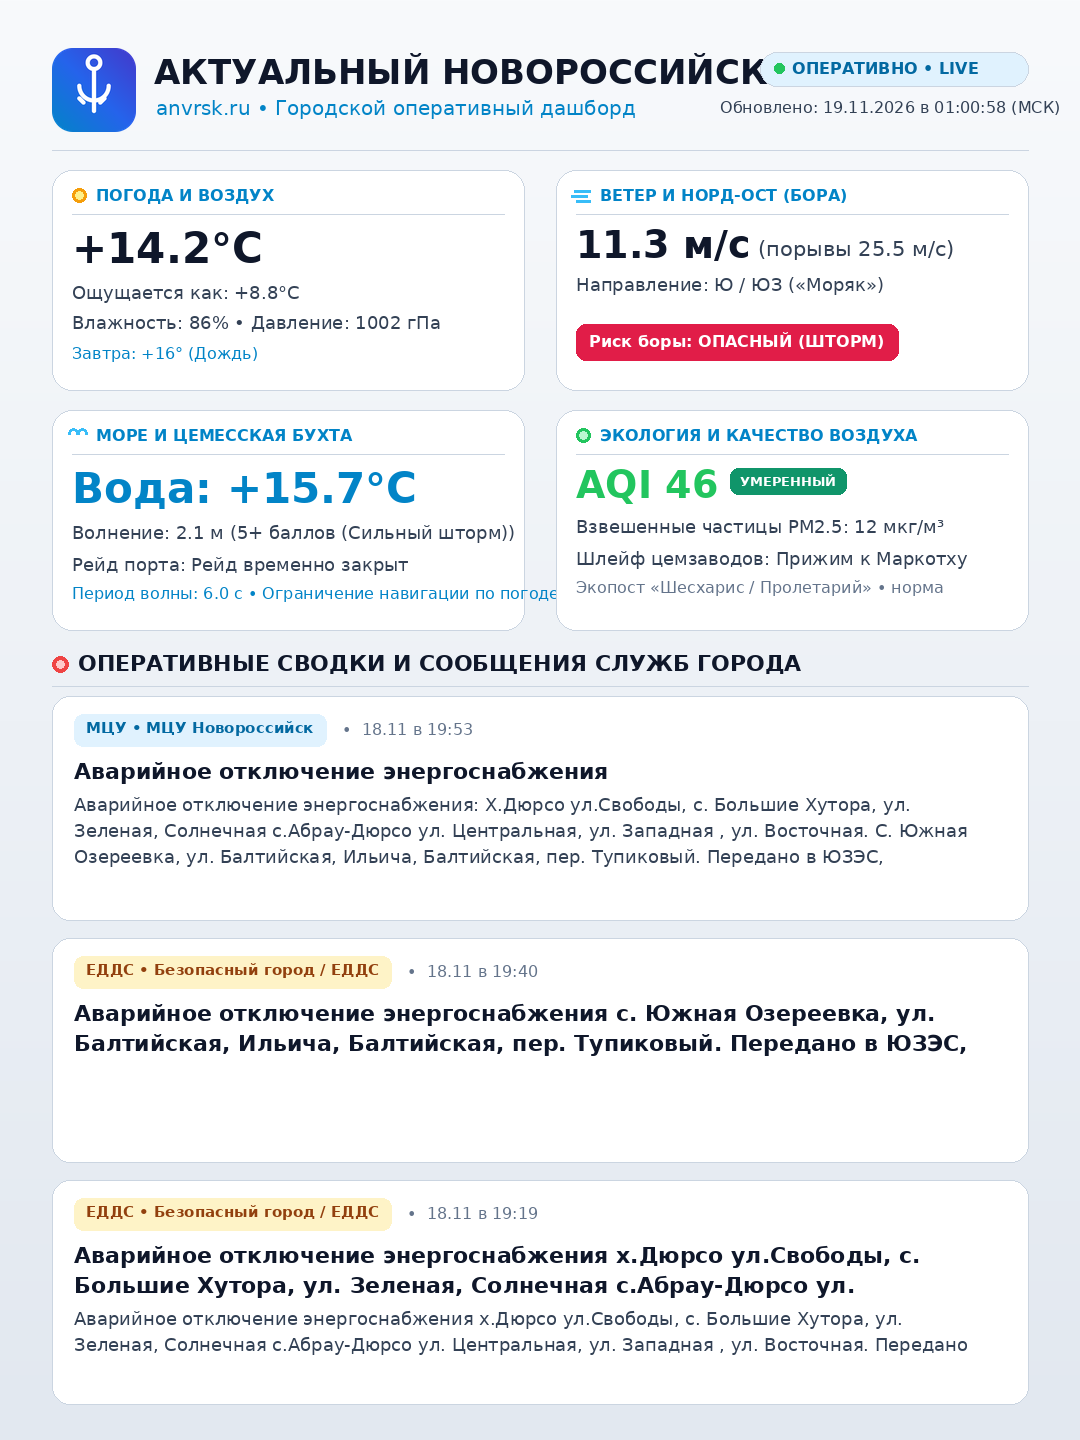 АКТУАЛЬНЫЙ НОВОРОССИЙСК
ОПЕРАТИВНО • LIVE
anvrsk.ru • Городской оперативный дашборд
Обновлено: 19.11.2026 в 01:00:58 (МСК)
ПОГОДА И ВОЗДУХ
+14.2°C
Ощущается как: +8.8°C
Влажность: 86% • Давление: 1002 гПа
Завтра: +16° (Дождь)
ВЕТЕР И НОРД-ОСТ (БОРА)
11.3 м/с (порывы 25.5 м/с)
Направление: Ю / ЮЗ («Моряк»)
Риск боры: ОПАСНЫЙ (ШТОРМ)
МОРЕ И ЦЕМЕССКАЯ БУХТА
Вода: +15.7°C
Волнение: 2.1 м (5+ баллов (Сильный шторм))
Рейд порта: Рейд временно закрыт
Период волны: 6.0 с • Ограничение навигации по погоде
ЭКОЛОГИЯ И КАЧЕСТВО ВОЗДУХА
AQI 46 УМЕРЕННЫЙ
Взвешенные частицы PM2.5: 12 мкг/м³
Шлейф цемзаводов: Прижим к Маркотху
Экопост «Шесхарис / Пролетарий» • норма
ОПЕРАТИВНЫЕ СВОДКИ И СООБЩЕНИЯ СЛУЖБ ГОРОДА
МЦУ • МЦУ Новороссийск • 18.11 в 19:53
Аварийное отключение энергоснабжения
Аварийное отключение энергоснабжения: Х.Дюрсо ул.Свободы, с. Большие Хутора, ул.
Зеленая, Солнечная с.Абрау-Дюрсо ул. Центральная, ул. Западная , ул. Восточная. С. Южная
Озереевка, ул. Балтийская, Ильича, Балтийская, пер. Тупиковый. Передано в ЮЗЭС,
ЕДДС • Безопасный город / ЕДДС • 18.11 в 19:40
Аварийное отключение энергоснабжения с. Южная Озереевка, ул.
Балтийская, Ильича, Балтийская, пер. Тупиковый. Передано в ЮЗЭС,
ЕДДС • Безопасный город / ЕДДС • 18.11 в 19:19
Аварийное отключение энергоснабжения х.Дюрсо ул.Свободы, с.
Большие Хутора, ул. Зеленая, Солнечная с.Абрау-Дюрсо ул.
Аварийное отключение энергоснабжения х.Дюрсо ул.Свободы, с. Большие Хутора, ул.
Зеленая, Солнечная с.Абрау-Дюрсо ул. Центральная, ул. Западная , ул. Восточная. Передано